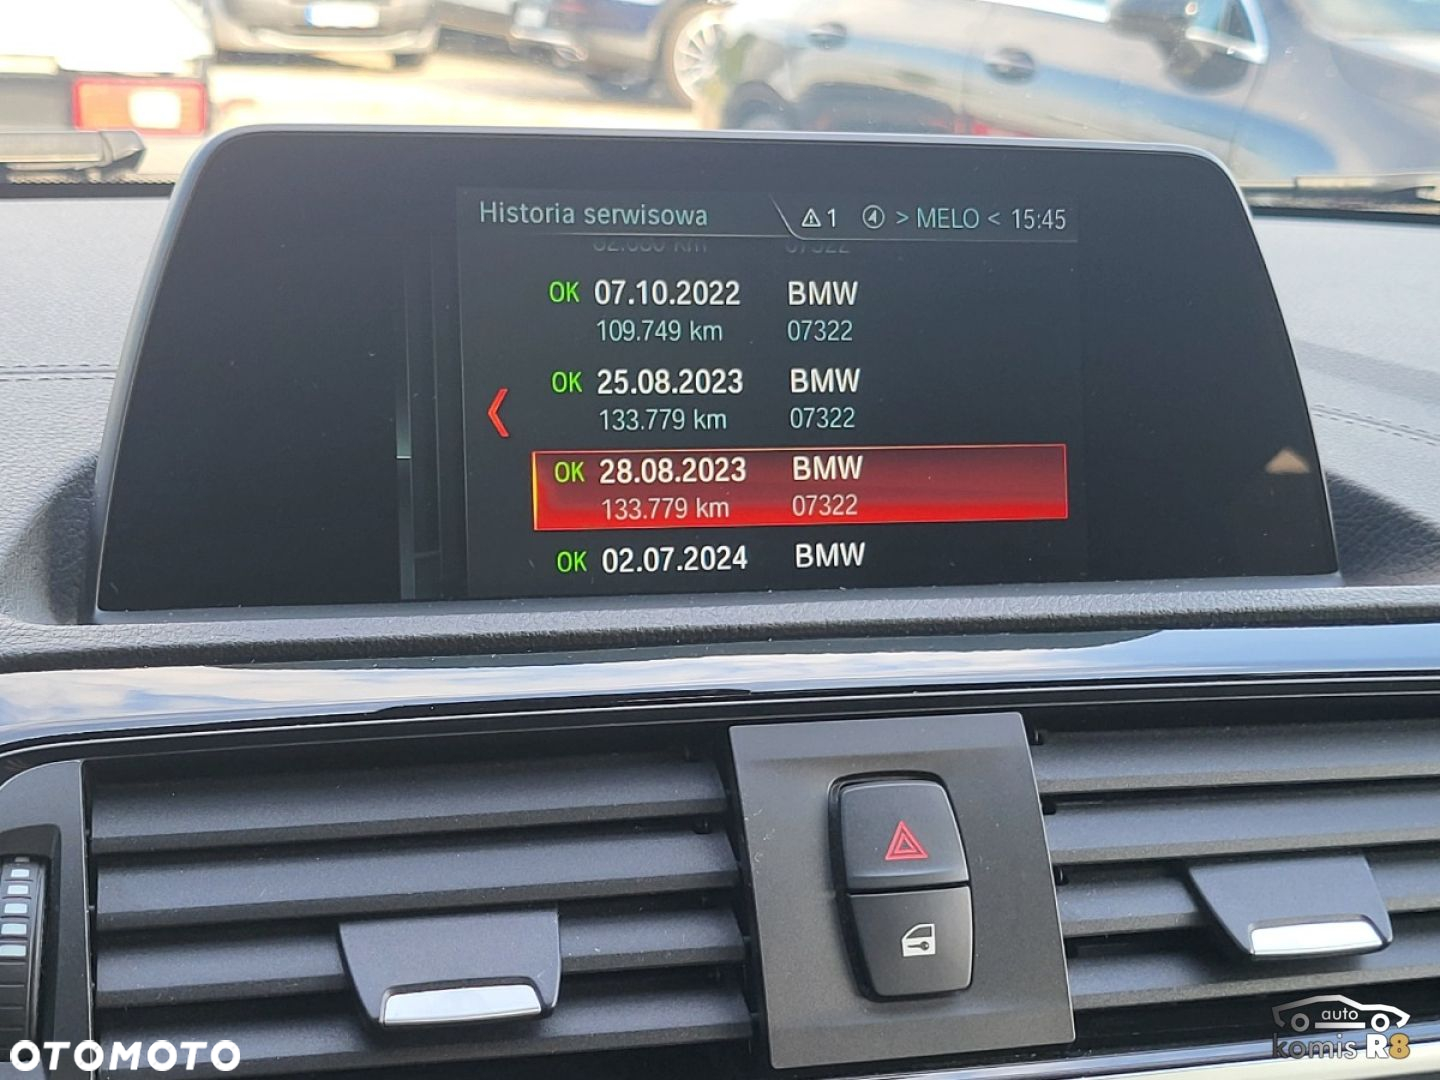 Historia serwisowa 1 > MELO < 15:45
OK 07.10.2022 BMW
109.749 km 07322
OK 25.08.2023 BMW
133.779 km 07322
OK 28.08.2023 BMW
133.779 km 07322
OK 02.07.2024 BMW
OTOMOTO
auto
komis R8